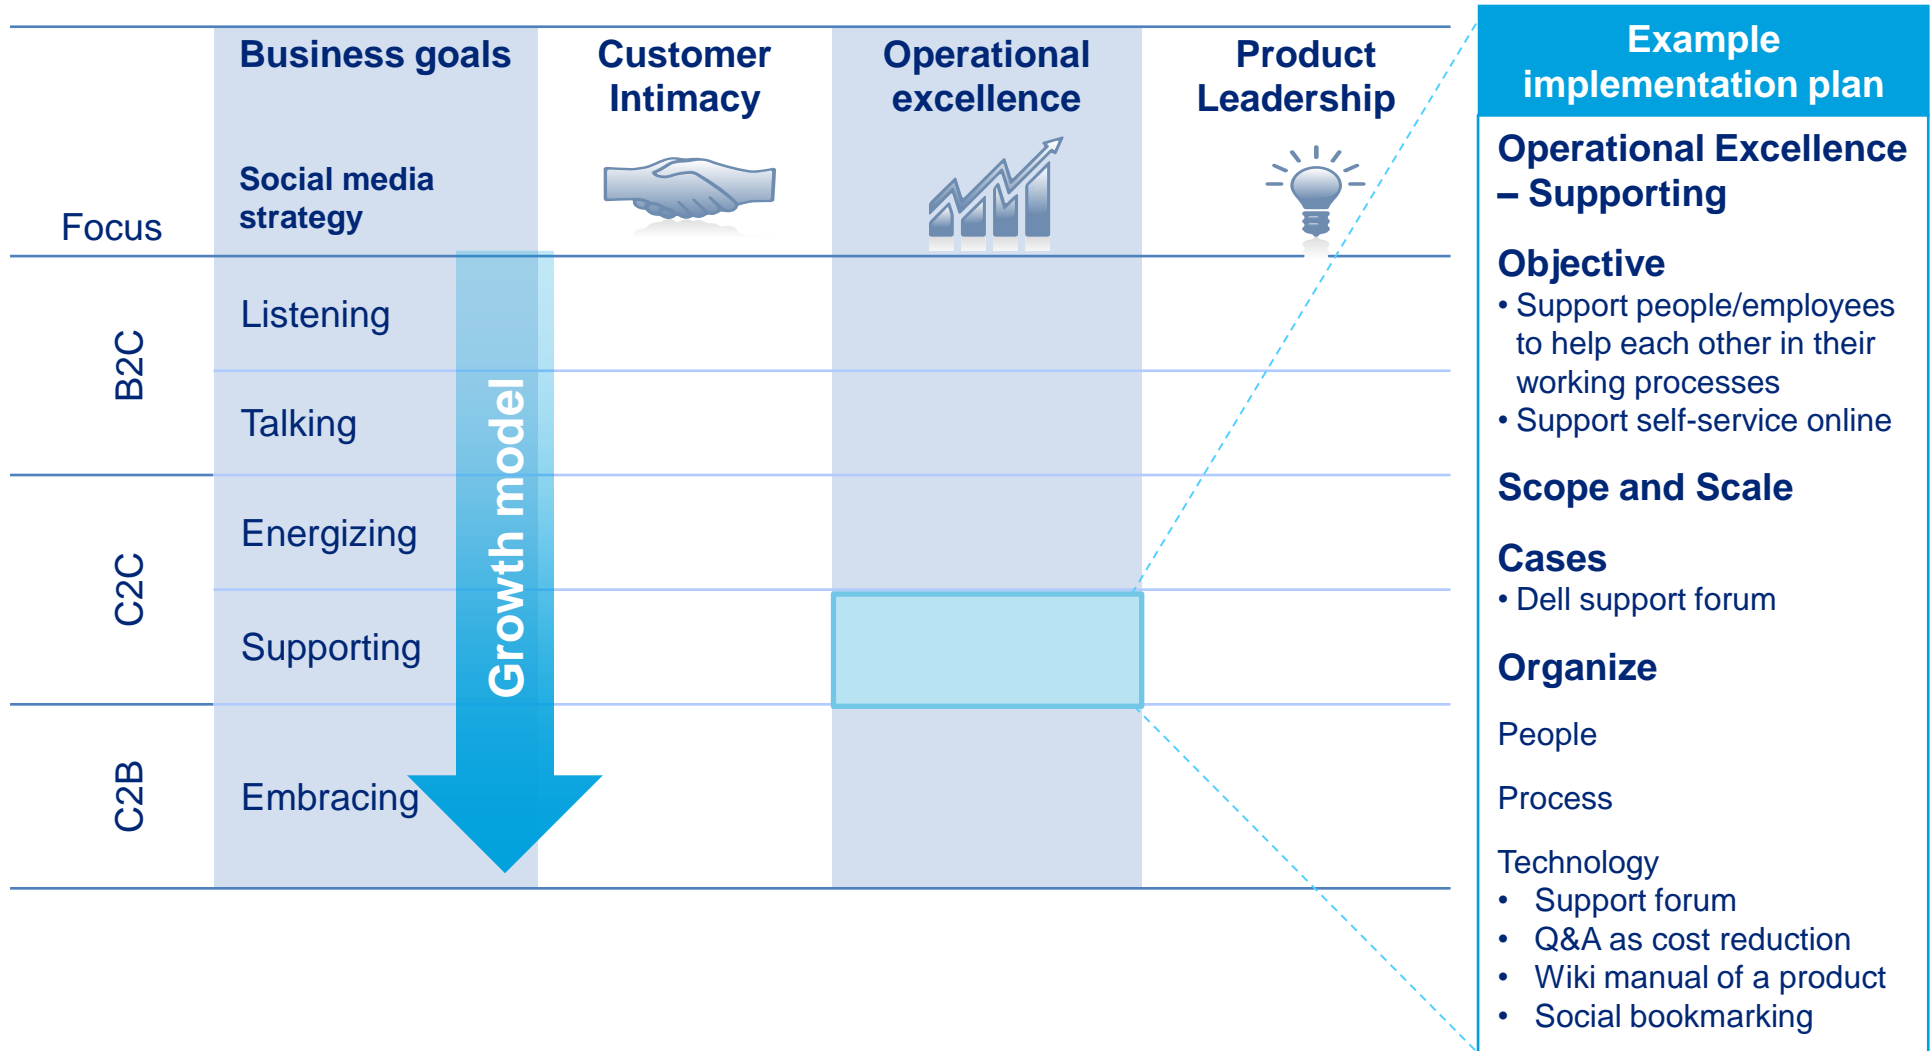 Business goals
Customer
Intimacy
Operational
excellence
Product
Leadership
Focus
Social media
strategy
B2C
Listening
Talking
C2C
Energizing
Supporting
C2B
Embracing
Growth model
Example
implementation plan
Operational Excellence
– Supporting
Objective
• Support people/employees
to help each other in their
working processes
• Support self-service online
Scope and Scale
Cases
• Dell support forum
Organize
People
Process
Technology
• Support forum
• Q&A as cost reduction
• Wiki manual of a product
• Social bookmarking